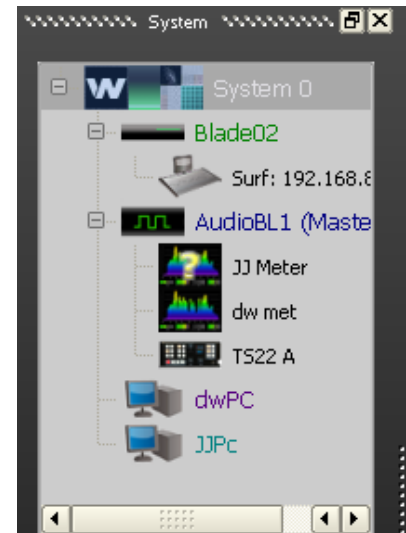 System
W System 0
Blade02
Surf: 192.168.8
AudioBL1 (Maste
JJ Meter
dw met
TS22 A
dwPC
JJPc